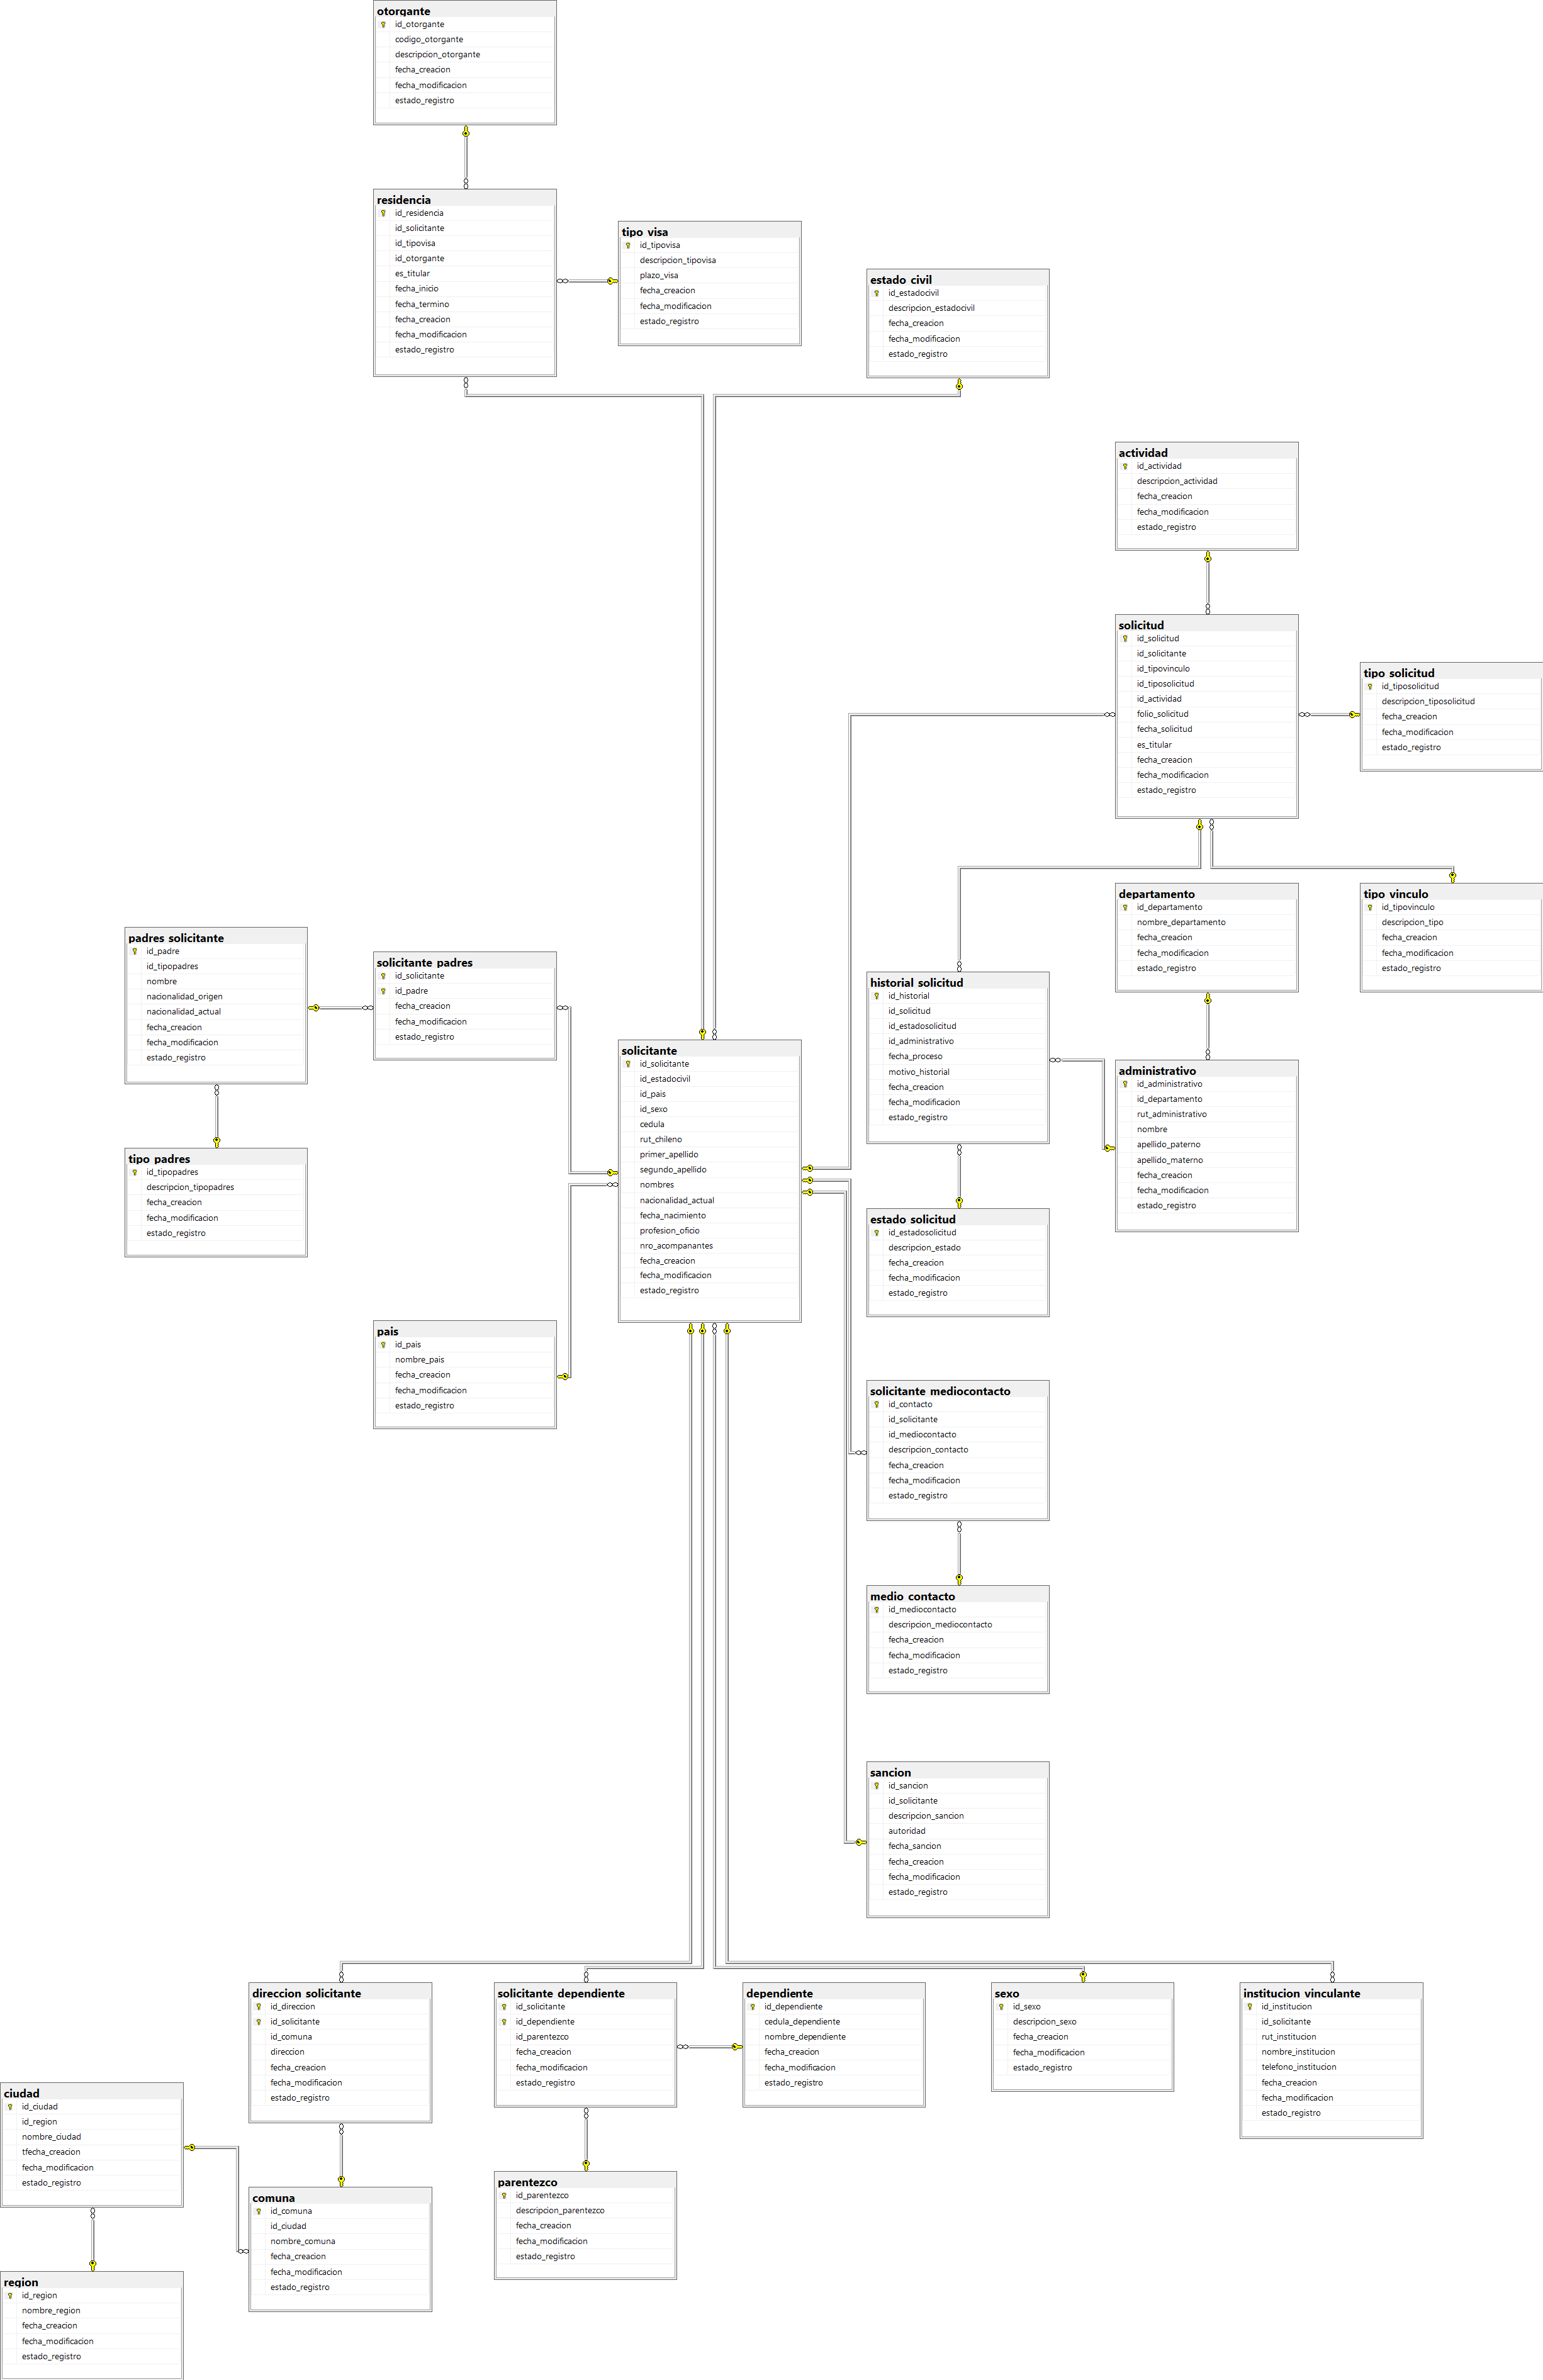 otorgante
id_otorgante
codigo_otorgante
descripcion_otorgante
fecha_creacion
fecha_modificacion
estado_registro
residencia
id_residencia
id_solicitante
id_tipovisa
id_otorgante
es_titular
fecha_inicio
fecha_termino
fecha_creacion
fecha_modificacion
estado_registro
tipo_visa
id_tipovisa
descripcion_tipovisa
plazo_visa
fecha_creacion
fecha_modificacion
estado_registro
estado_civil
id_estadocivil
descripcion_estadocivil
fecha_creacion
fecha_modificacion
estado_registro
actividad
id_actividad
descripcion_actividad
fecha_creacion
fecha_modificacion
estado_registro
solicitud
id_solicitud
id_solicitante
id_tipovinculo
id_tiposolicitud
id_actividad
folio_solicitud
fecha_solicitud
es_titular
fecha_creacion
fecha_modificacion
estado_registro
tipo_solicitud
id_tiposolicitud
descripcion_tiposolicitud
fecha_creacion
fecha_modificacion
estado_registro
departamento
id_departamento
nombre_departamento
fecha_creacion
fecha_modificacion
estado_registro
tipo_vinculo
id_tipovinculo
descripcion_tipo
fecha_creacion
fecha_modificacion
estado_registro
padres_solicitante
id_padre
id_tipopadres
nombre
nacionalidad_origen
nacionalidad_actual
fecha_creacion
fecha_modificacion
estado_registro
solicitante_padres
id_solicitante
id_padre
fecha_creacion
fecha_modificacion
estado_registro
historial_solicitud
id_historial
id_solicitud
id_estadosolicitud
id_administrativo
fecha_proceso
motivo_historial
fecha_creacion
fecha_modificacion
estado_registro
solicitante
id_solicitante
id_estadocivil
id_pais
id_sexo
cedula
rut_chileno
primer_apellido
segundo_apellido
nombres
nacionalidad_actual
fecha_nacimiento
profesion_oficio
nro_acompanantes
fecha_creacion
fecha_modificacion
estado_registro
administrativo
id_administrativo
id_departamento
rut_administrativo
nombre
apellido_paterno
apellido_materno
fecha_creacion
fecha_modificacion
estado_registro
tipo_padres
id_tipopadres
descripcion_tipopadres
fecha_creacion
fecha_modificacion
estado_registro
estado_solicitud
id_estadosolicitud
descripcion_estado
fecha_creacion
fecha_modificacion
estado_registro
pais
id_pais
nombre_pais
fecha_creacion
fecha_modificacion
estado_registro
solicitante_mediocontacto
id_contacto
id_solicitante
id_mediocontacto
descripcion_contacto
fecha_creacion
fecha_modificacion
estado_registro
medio_contacto
id_mediocontacto
descripcion_mediocontacto
fecha_creacion
fecha_modificacion
estado_registro
sancion
id_sancion
id_solicitante
descripcion_sancion
autoridad
fecha_sancion
fecha_creacion
fecha_modificacion
estado_registro
direccion_solicitante
id_direccion
id_solicitante
id_comuna
direccion
fecha_creacion
fecha_modificacion
estado_registro
solicitante_dependiente
id_solicitante
id_dependiente
id_parentezco
fecha_creacion
fecha_modificacion
estado_registro
dependiente
id_dependiente
cedula_dependiente
nombre_dependiente
fecha_creacion
fecha_modificacion
estado_registro
sexo
id_sexo
descripcion_sexo
fecha_creacion
fecha_modificacion
estado_registro
institucion_vinculante
id_institucion
id_solicitante
rut_institucion
nombre_institucion
telefono_institucion
fecha_creacion
fecha_modificacion
estado_registro
ciudad
id_ciudad
id_region
nombre_ciudad
tfecha_creacion
fecha_modificacion
estado_registro
comuna
id_comuna
id_ciudad
nombre_comuna
fecha_creacion
fecha_modificacion
estado_registro
parentezco
id_parentezco
descripcion_parentezco
fecha_creacion
fecha_modificacion
estado_registro
region
id_region
nombre_region
fecha_creacion
fecha_modificacion
estado_registro